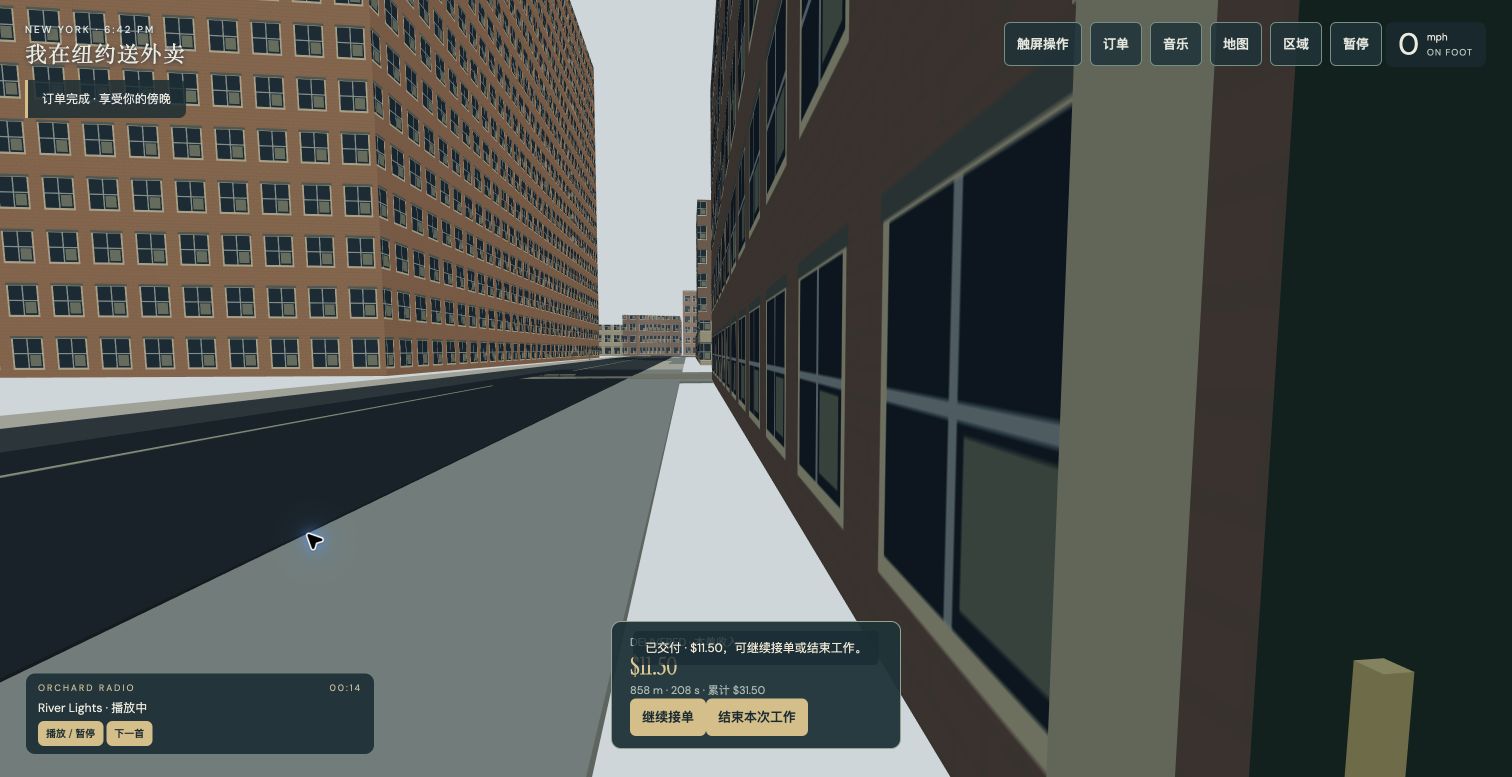 NEW YORK · 6:42 PM
我在纽约送外卖
订单完成 · 享受你的傍晚
触屏操作
订单
音乐
地图
区域
暂停
0 mph
ON FOOT
已交付 · $11.50，可继续接单或结束工作。
$11.50
858 m · 208 s · 累计 $31.50
继续接单
结束本次工作
ORCHARD RADIO
00:14
River Lights · 播放中
播放 / 暂停
下一首